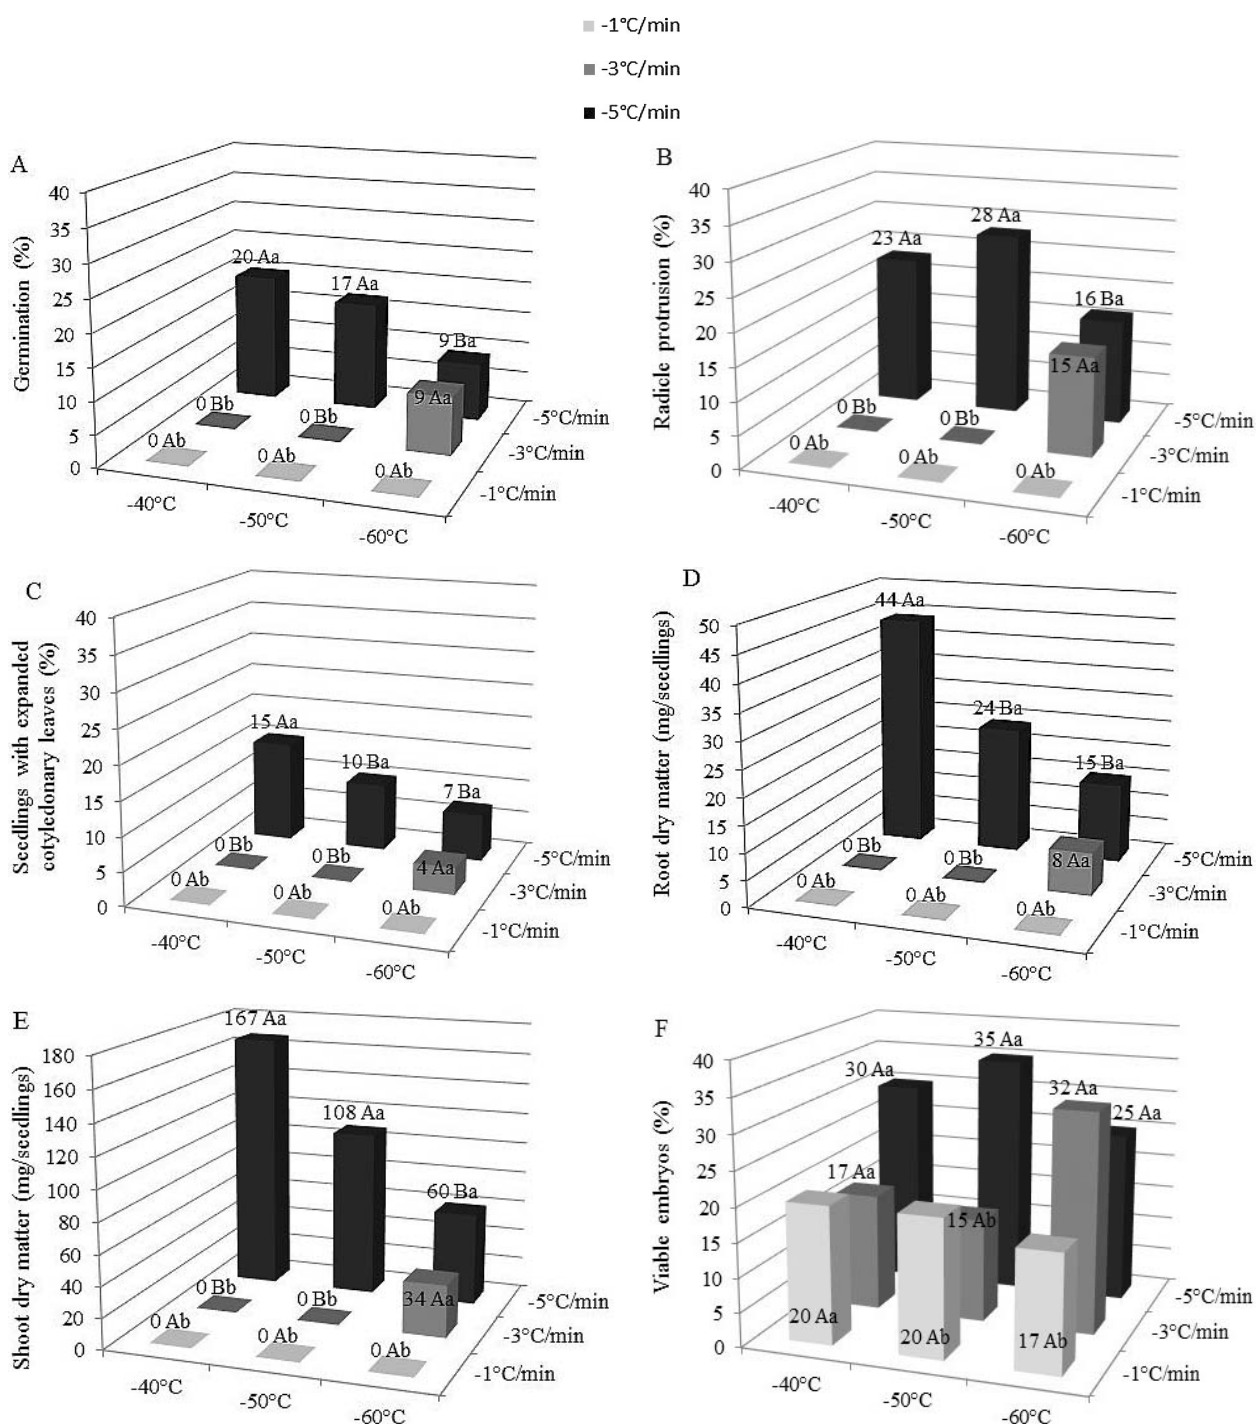 -1°C/min
-3°C/min
-5°C/min
A
Germination (%)
40
35
30
25
20
15
10
5
0
20 Aa
17 Aa
9 Ba
0 Bb
0 Bb
9 Aa
0 Ab
0 Ab
0 Ab
-40°C
-50°C
-60°C
-5°C/min
-3°C/min
-1°C/min
B
Radicle protrusion (%)
40
35
30
25
20
15
10
5
0
23 Aa
28 Aa
16 Ba
0 Bb
0 Bb
15 Aa
0 Ab
0 Ab
0 Ab
-40°C
-50°C
-60°C
-5°C/min
-3°C/min
-1°C/min
C
Seedlings with expanded
cotyledonary leaves (%)
40
35
30
25
20
15
10
5
0
15 Aa
10 Ba
7 Ba
0 Bb
0 Bb
4 Aa
0 Ab
0 Ab
0 Ab
-40°C
-50°C
-60°C
-5°C/min
-3°C/min
-1°C/min
D
Root dry matter (mg/seedlings)
50
45
40
35
30
25
20
15
10
5
0
44 Aa
24 Ba
15 Ba
0 Bb
0 Bb
8 Aa
0 Ab
0 Ab
0 Ab
-40°C
-50°C
-60°C
-5°C/min
-3°C/min
-1°C/min
E
Shoot dry matter (mg/seedlings)
180
160
140
120
100
80
60
40
20
0
167 Aa
108 Aa
60 Ba
0 Bb
0 Bb
34 Aa
0 Ab
0 Ab
0 Ab
-40°C
-50°C
-60°C
-5°C/min
-3°C/min
-1°C/min
F
Viable embryos (%)
40
35
30
25
20
15
10
5
0
30 Aa
35 Aa
25 Aa
17 Aa
15 Ab
32 Aa
20 Aa
20 Ab
17 Ab
-40°C
-50°C
-60°C
-5°C/min
-3°C/min
-1°C/min